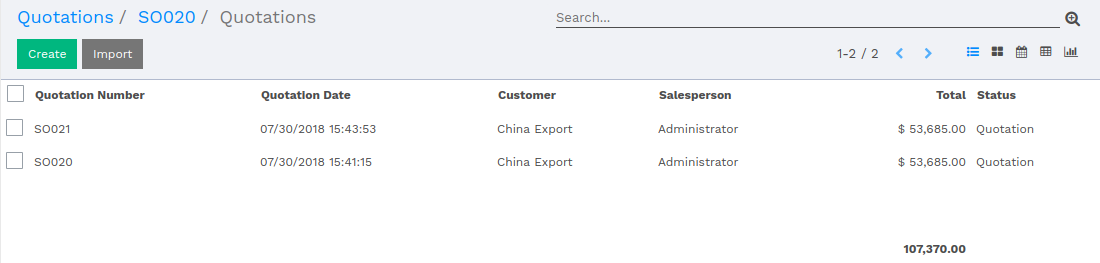 Quotations / SO020 / Quotations
Search...
Create Import
1-2 / 2
Quotation Number Quotation Date Customer Salesperson Total Status
SO021 07/30/2018 15:43:53 China Export Administrator $ 53,685.00 Quotation
SO020 07/30/2018 15:41:15 China Export Administrator $ 53,685.00 Quotation
107,370.00